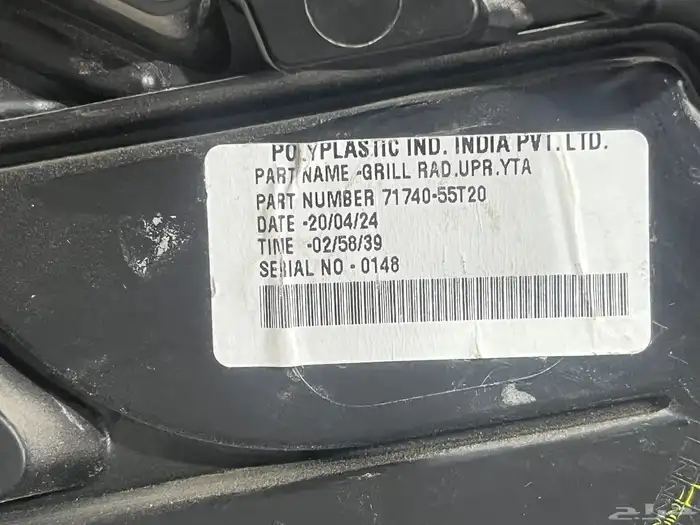 POLYPLASTIC IND. INDIA PVT. LTD.
PART NAME -GRILL RAD.UPR.YTA
PART NUMBER 71740-55T20
DATE -20/04/24
TIME -02/58/39
SERIAL NO - 0148
حراج